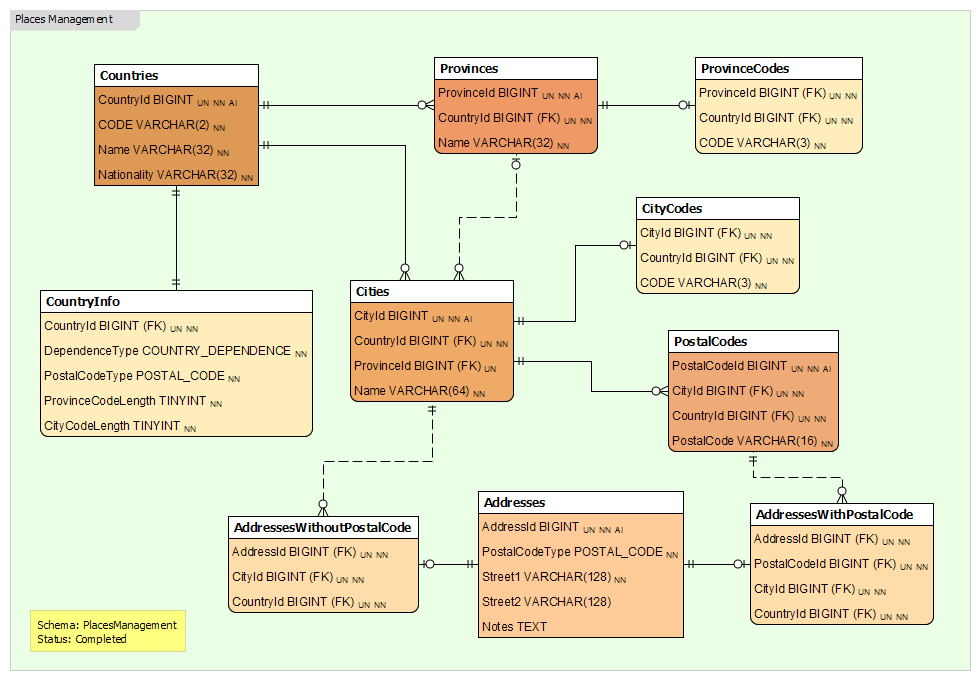 Places Management
Countries
CountryId BIGINT UN NN AI
CODE VARCHAR(2) NN
Name VARCHAR(32) NN
Nationality VARCHAR(32) NN
Provinces
ProvinceId BIGINT UN NN AI
CountryId BIGINT (FK) UN NN
Name VARCHAR(32) NN
ProvinceCodes
ProvinceId BIGINT (FK) UN NN
CountryId BIGINT (FK) UN NN
CODE VARCHAR(3) NN
CityCodes
CityId BIGINT (FK) UN NN
CountryId BIGINT (FK) UN NN
CODE VARCHAR(3) NN
CountryInfo
CountryId BIGINT (FK) UN NN
DependenceType COUNTRY_DEPENDENCE NN
PostalCodeType POSTAL_CODE NN
ProvinceCodeLength TINYINT NN
CityCodeLength TINYINT NN
Cities
CityId BIGINT UN NN AI
CountryId BIGINT (FK) UN NN
ProvinceId BIGINT (FK) UN
Name VARCHAR(64) NN
PostalCodes
PostalCodeId BIGINT UN NN AI
CityId BIGINT (FK) UN NN
CountryId BIGINT (FK) UN NN
PostalCode VARCHAR(16) NN
AddressesWithoutPostalCode
AddressId BIGINT (FK) UN NN
CityId BIGINT (FK) UN NN
CountryId BIGINT (FK) UN NN
Addresses
AddressId BIGINT UN NN AI
PostalCodeType POSTAL_CODE NN
Street1 VARCHAR(128) NN
Street2 VARCHAR(128)
Notes TEXT
AddressesWithPostalCode
AddressId BIGINT (FK) UN NN
PostalCodeId BIGINT (FK) UN NN
CityId BIGINT (FK) UN NN
CountryId BIGINT (FK) UN NN
Schema: PlacesManagement
Status: Completed